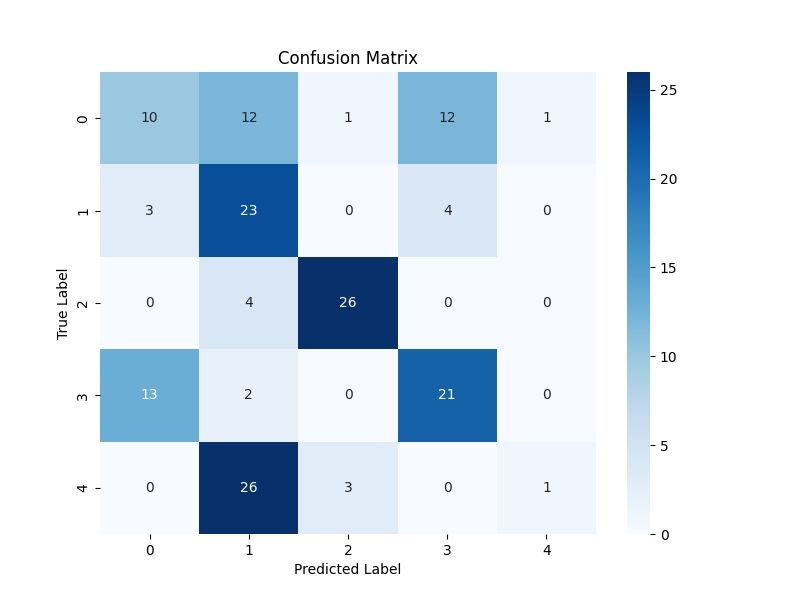 Confusion Matrix
True Label
0 10 12 1 12 1
1 3 23 0 4 0
2 0 4 26 0 0
3 13 2 0 21 0
4 0 26 3 0 1
0 1 2 3 4
Predicted Label
25
20
15
10
5
0